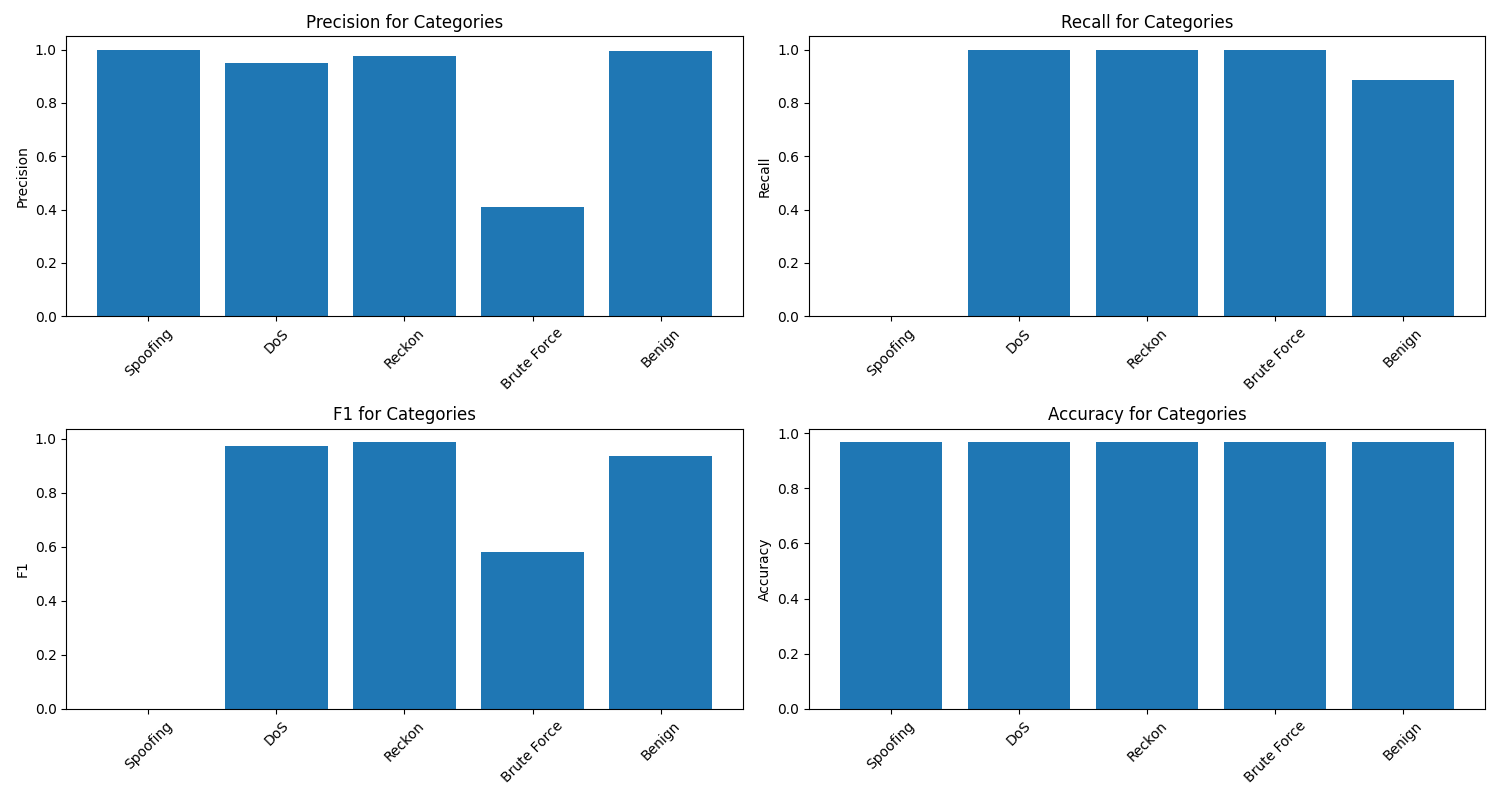 Precision for Categories
1.0
0.8
0.6
0.4
0.2
0.0
Precision
Spoofing
DoS
Reckon
Brute Force
Benign
Recall for Categories
1.0
0.8
0.6
0.4
0.2
0.0
Recall
Spoofing
DoS
Reckon
Brute Force
Benign
F1 for Categories
1.0
0.8
0.6
0.4
0.2
0.0
F1
Spoofing
DoS
Reckon
Brute Force
Benign
Accuracy for Categories
1.0
0.8
0.6
0.4
0.2
0.0
Accuracy
Spoofing
DoS
Reckon
Brute Force
Benign